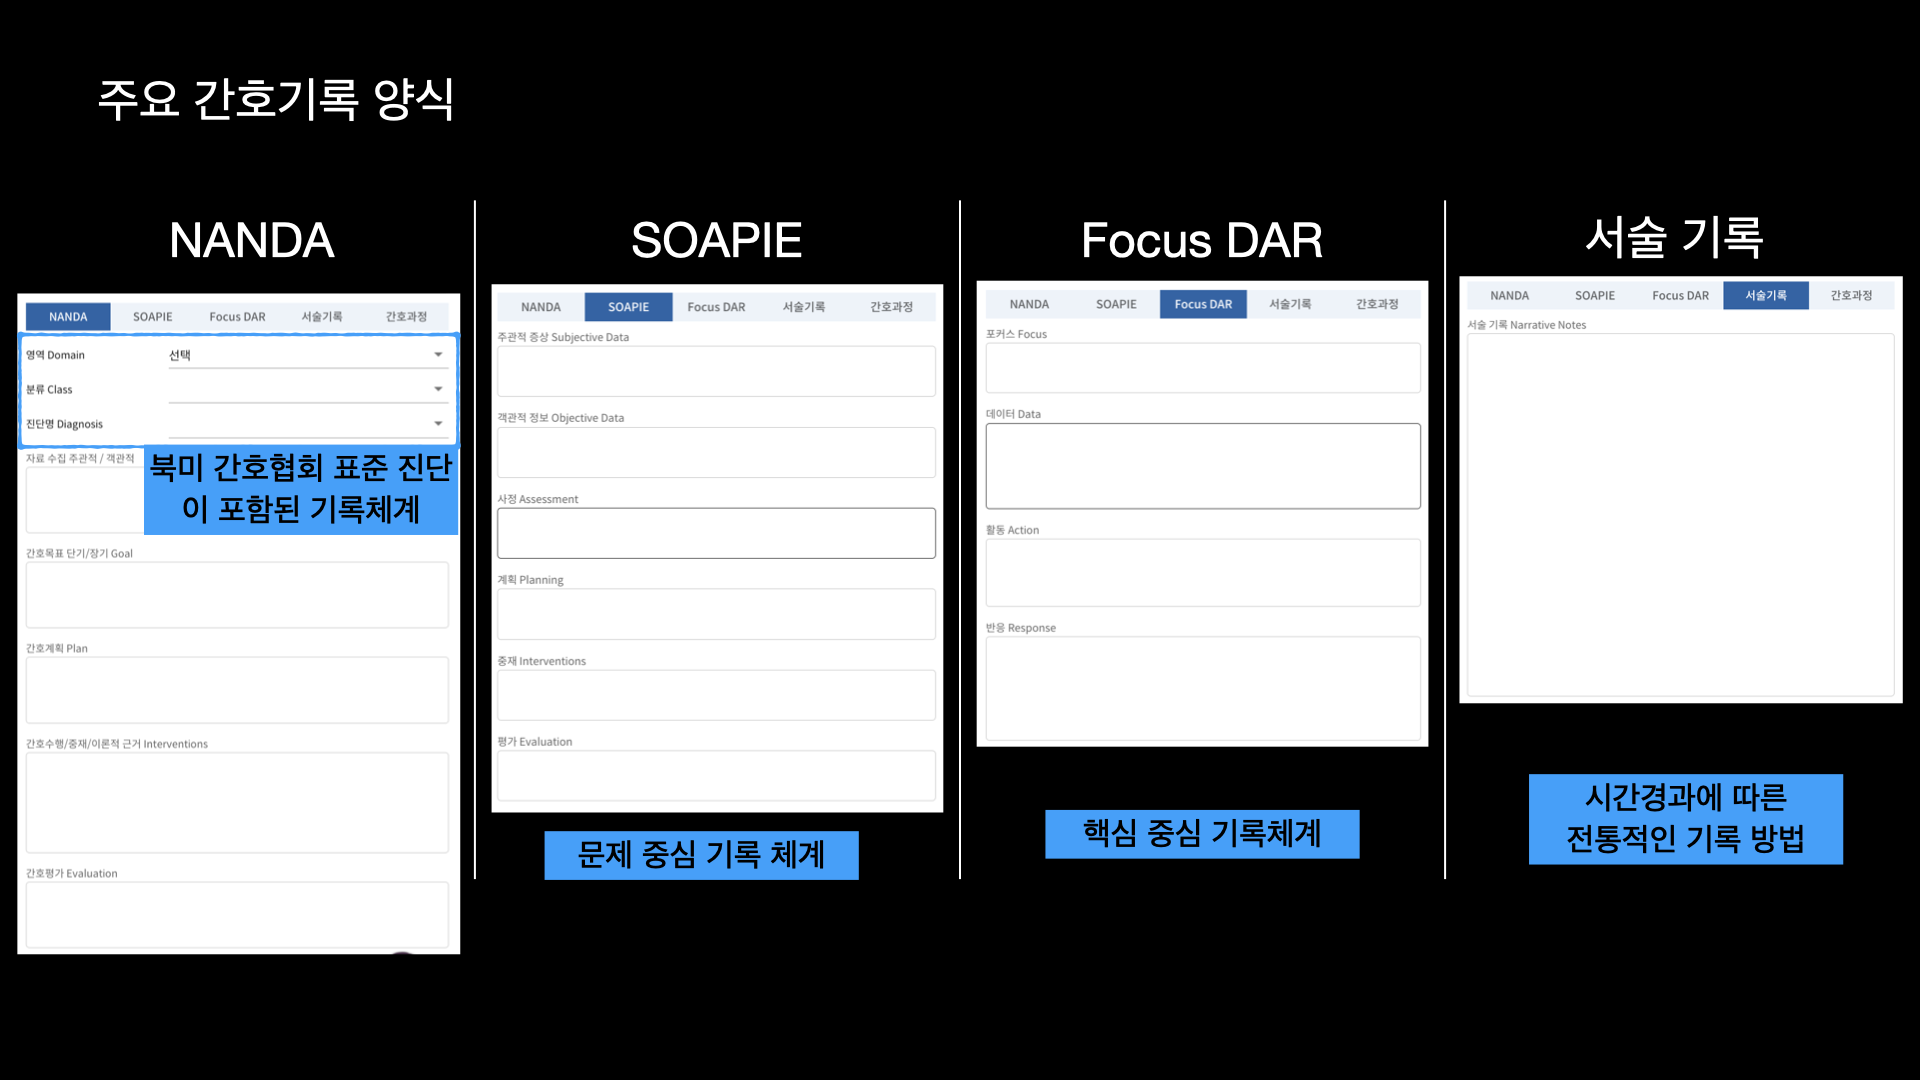 주요 간호기록 양식
NANDA
NANDA SOAPIE Focus DAR 서술기록 간호과정
영역 Domain 선택
분류 Class
진단명 Diagnosis
자료 수집 주관적 / 객관적
북미 간호협회 표준 진단
이 포함된 기록체계
간호목표 단기/장기 Goal
간호계획 Plan
간호수행/중재/이론적 근거 Interventions
간호평가 Evaluation
SOAPIE
NANDA SOAPIE Focus DAR 서술기록 간호과정
주관적 증상 Subjective Data
객관적 정보 Objective Data
사정 Assessment
계획 Planning
중재 Interventions
평가 Evaluation
문제 중심 기록 체계
Focus DAR
NANDA SOAPIE Focus DAR 서술기록 간호과정
포커스 Focus
데이터 Data
활동 Action
반응 Response
핵심 중심 기록체계
서술 기록
NANDA SOAPIE Focus DAR 서술기록 간호과정
서술 기록 Narrative Notes
시간경과에 따른
전통적인 기록 방법